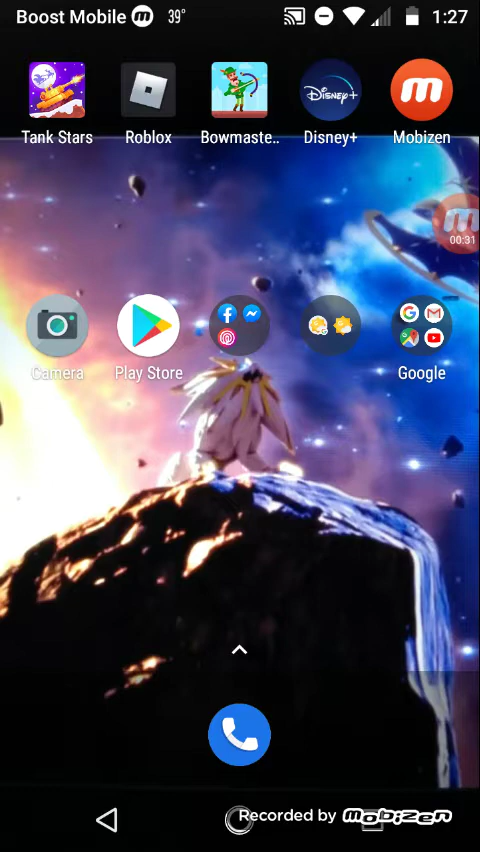 Boost Mobile m 39° 1:27
Tank Stars Roblox Bowmaste.. Disney+ Mobizen
00:31
Camera Play Store Google
Recorded by Mobizen